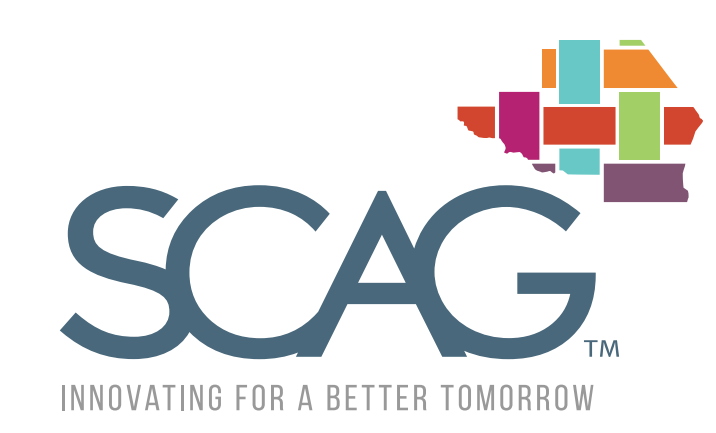 SCAG™
INNOVATING FOR A BETTER TOMORROW